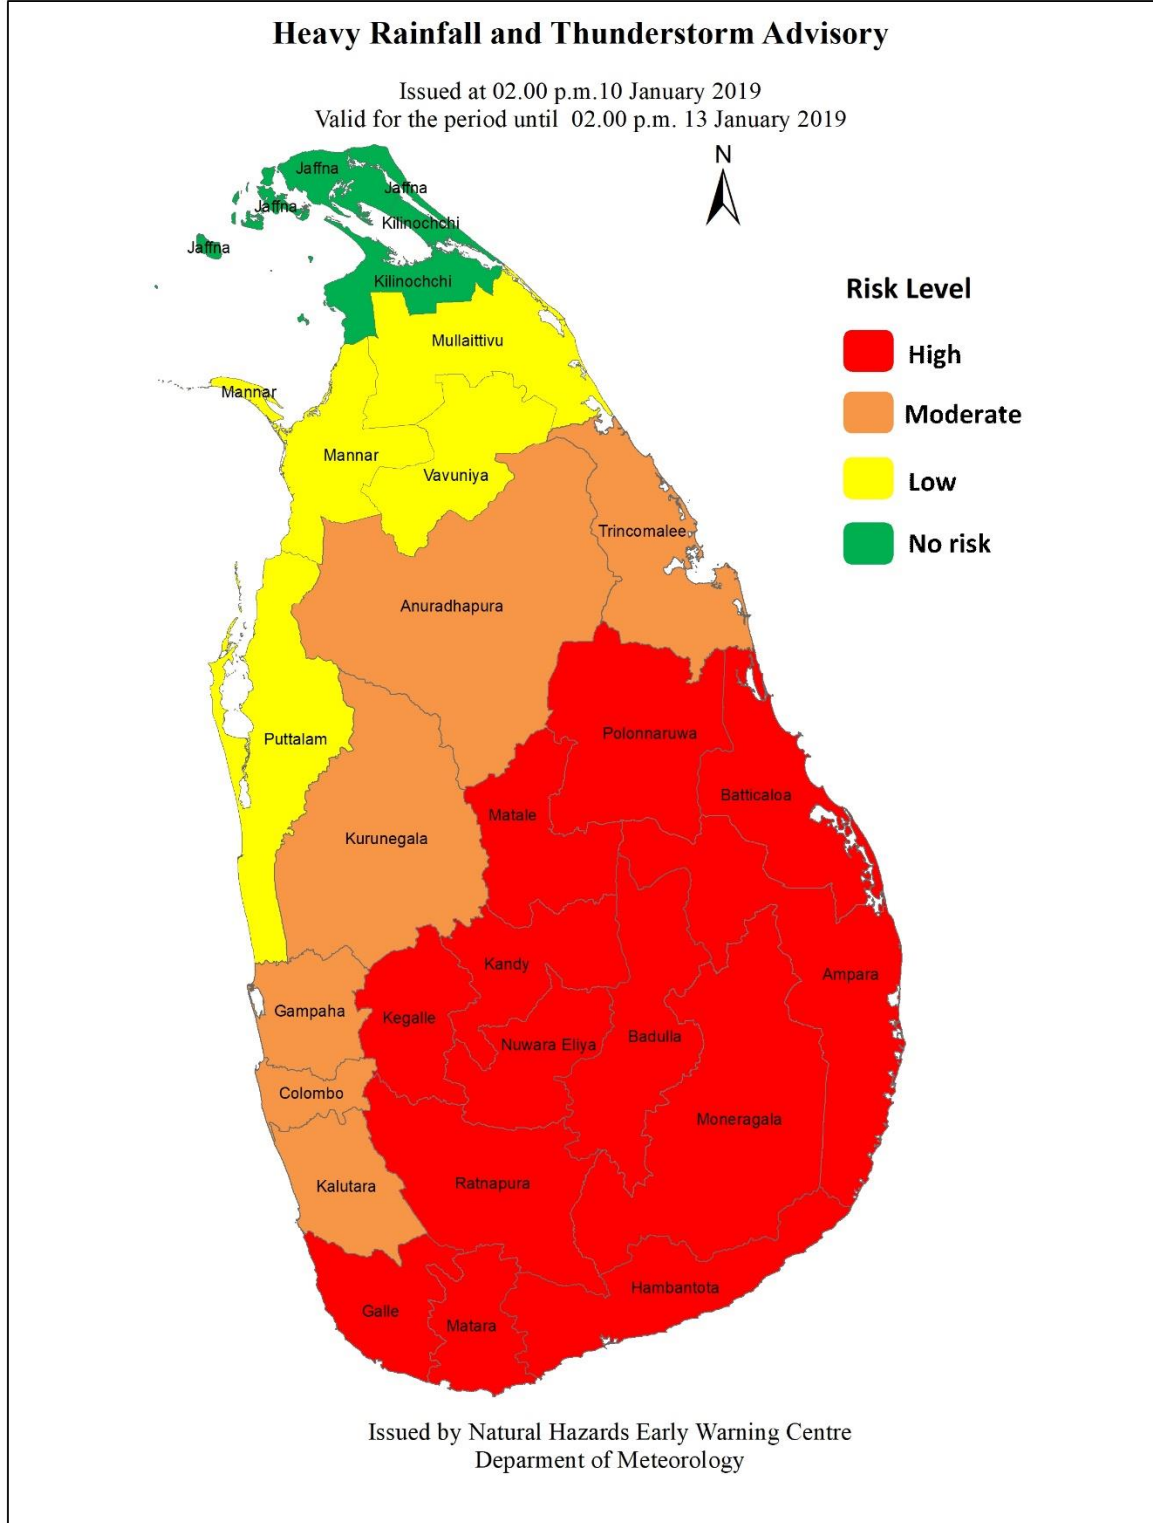 Heavy Rainfall and Thunderstorm Advisory
Issued at 02.00 p.m.10 January 2019
Valid for the period until  02.00 p.m. 13 January 2019
N
Jaffna
Jaffna
Jaffna
Kilinochchi
Jaffna
Kilinochchi
Risk Level
Mullaittivu
High
Mannar
Moderate
Mannar
Vavuniya
Low
Trincomalee
No risk
Anuradhapura
Polonnaruwa
Puttalam
Batticaloa
Matale
Kurunegala
Kandy
Ampara
Gampaha
Kegalle
Badulla
Nuwara Eliya
Colombo
Moneragala
Ratnapura
Kalutara
Hambantota
Galle
Matara
Issued by Natural Hazards Early Warning Centre
Deparment of Meteorology